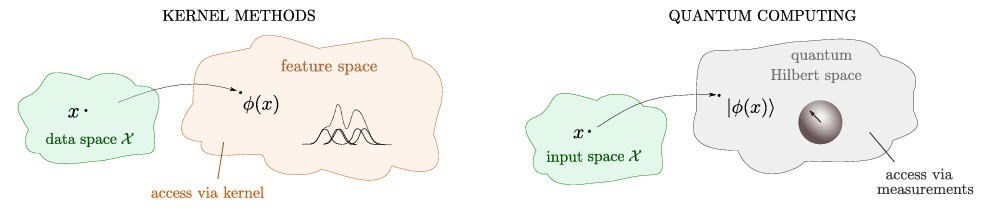 KERNEL METHODS
feature space
x
ϕ(x)
data space 𝒳
access via kernel
QUANTUM COMPUTING
quantum
Hilbert space
x
|ϕ(x)⟩
input space 𝒳
access via
measurements